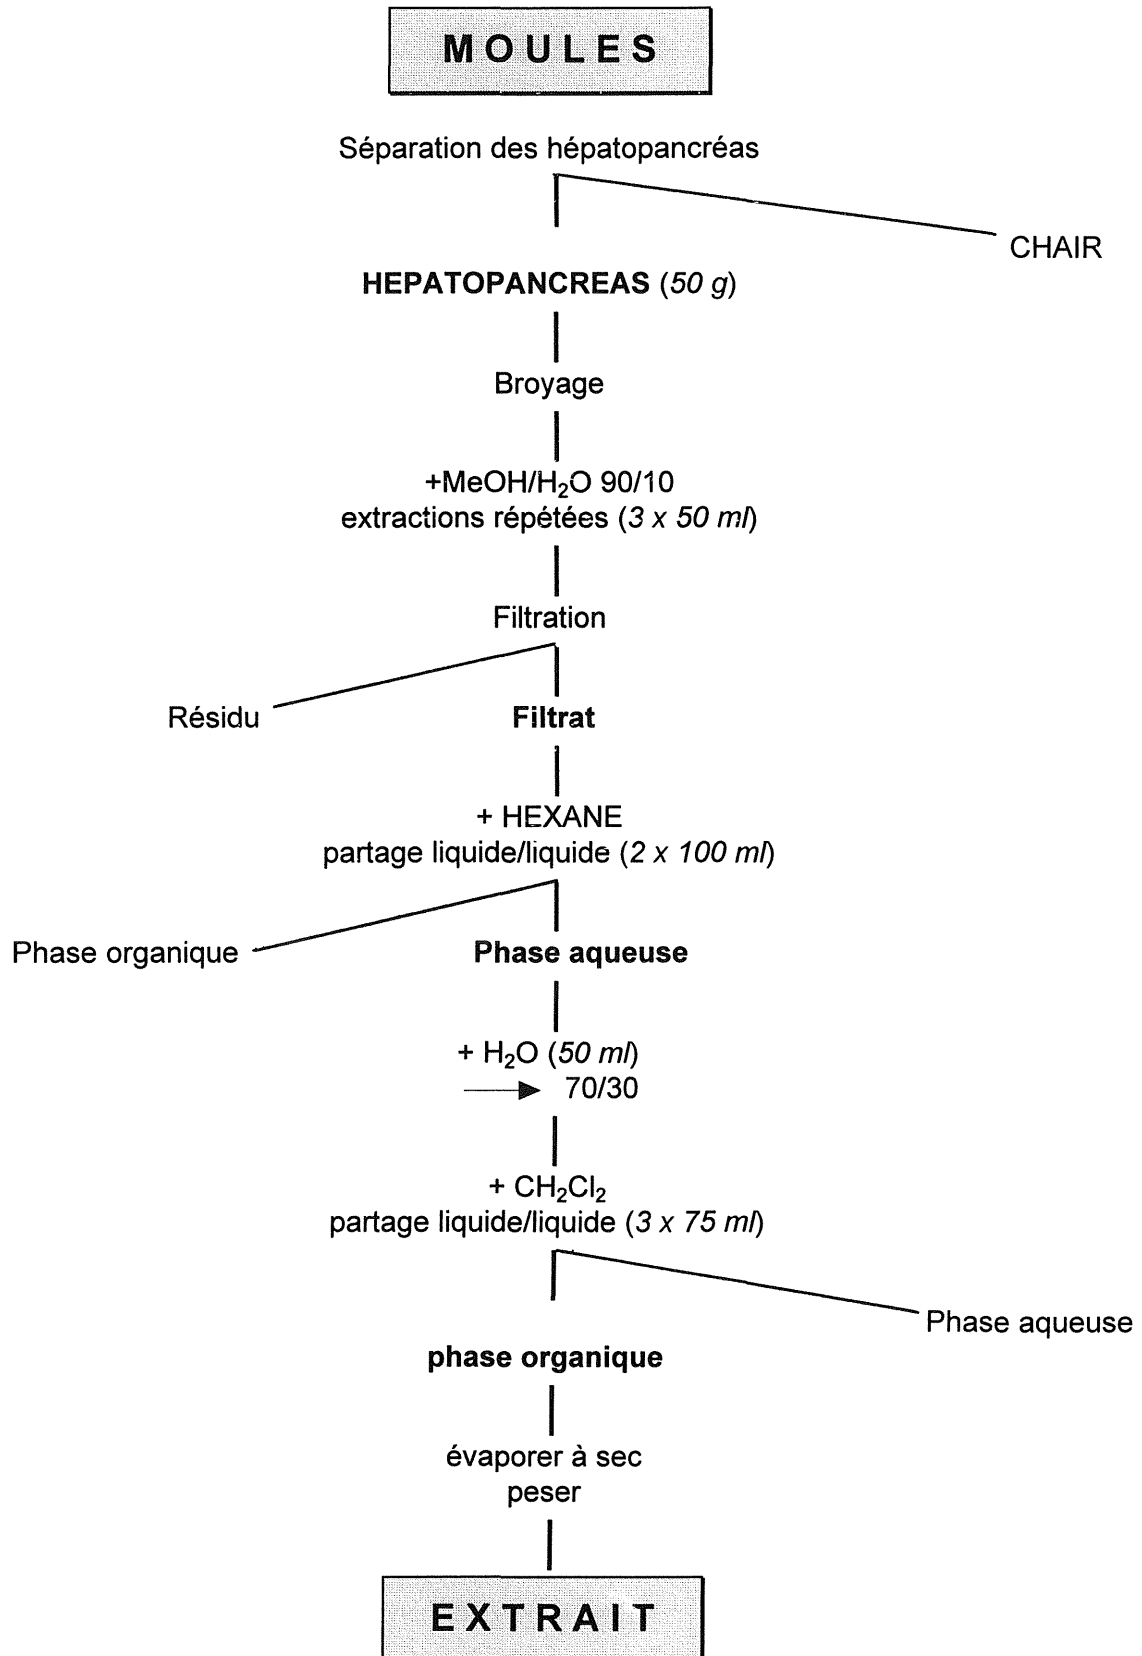 MOULES
Séparation des hépatopancréas
CHAIR
HEPATOPANCREAS (50 g)
Broyage
+MeOH/H₂O 90/10
extractions répétées (3 x 50 ml)
Filtration
Résidu
Filtrat
+ HEXANE
partage liquide/liquide (2 x 100 ml)
Phase organique
Phase aqueuse
+ H₂O (50 ml)
70/30
+ CH₂Cl₂
partage liquide/liquide (3 x 75 ml)
Phase aqueuse
phase organique
évaporer à sec
peser
EXTRAIT